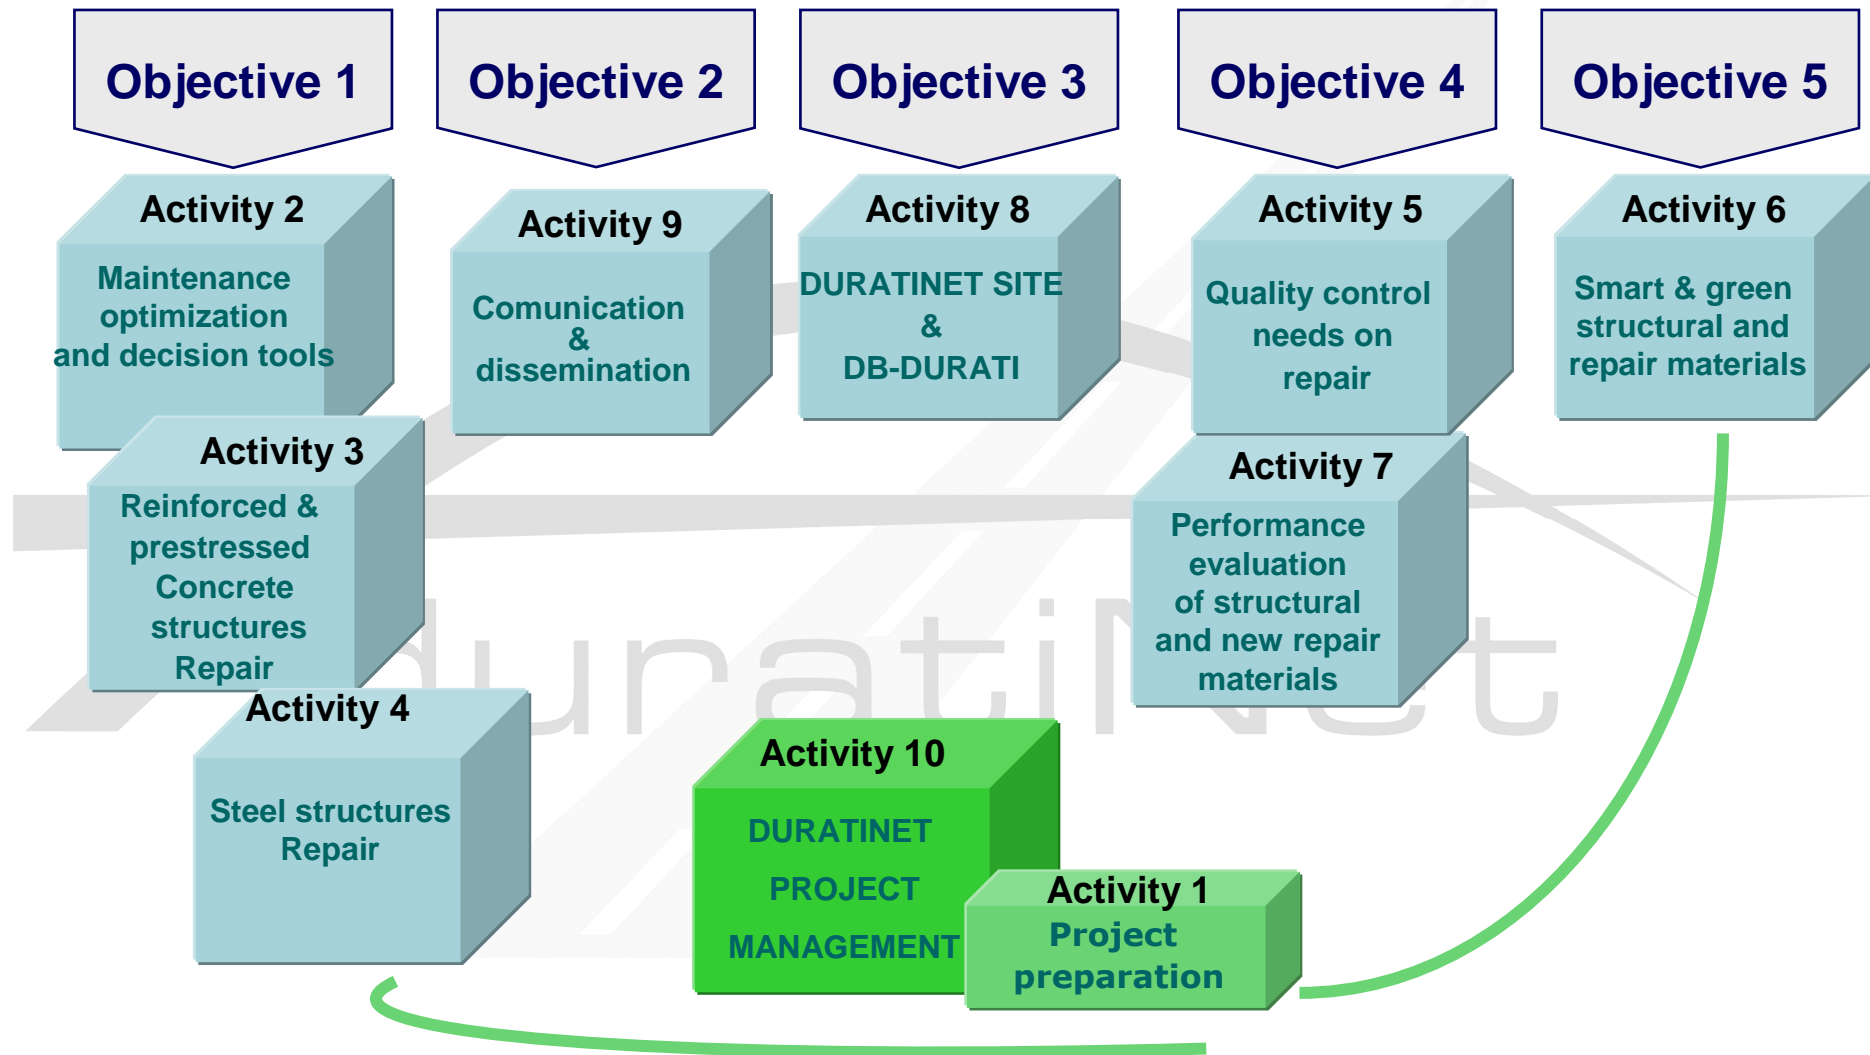 Objective 1
Objective 2
Objective 3
Objective 4
Objective 5
Activity 2
Maintenance
optimization
and decision tools
Activity 9
Comunication
&
dissemination
Activity 8
DURATINET SITE
&
DB-DURATI
Activity 5
Quality control
needs on
repair
Activity 6
Smart & green
structural and
repair materials
Activity 3
Reinforced &
prestressed
Concrete
structures
Repair
Activity 7
Performance
evaluation
of structural
and new repair
materials
duratiNet
Activity 4
Steel structures
Repair
Activity 10
DURATINET
PROJECT
MANAGEMENT
Activity 1
Project
preparation